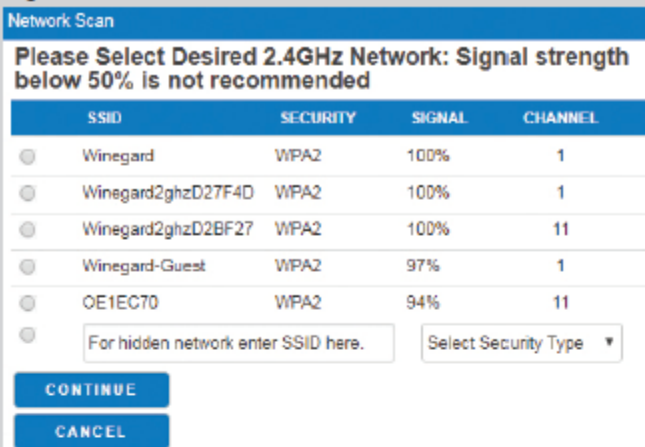 Network Scan
Please Select Desired 2.4GHz Network: Signal strength
below 50% is not recommended
SSID SECURITY SIGNAL CHANNEL
Winegard WPA2 100% 1
Winegard2ghzD27F4D WPA2 100% 1
Winegard2ghzD2BF27 WPA2 100% 11
Winegard-Guest WPA2 97% 1
OE1EC70 WPA2 94% 11
For hidden network enter SSID here. Select Security Type
CONTINUE
CANCEL